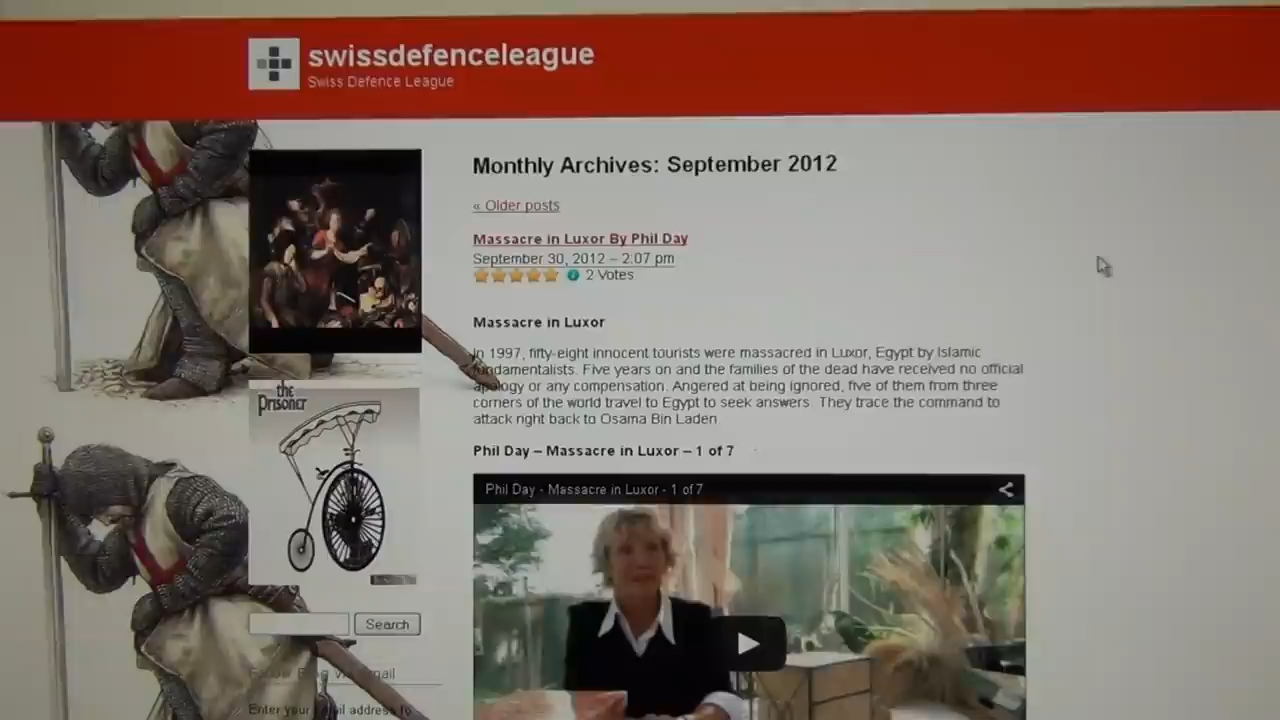 swissdefenceleague
Swiss Defence League
Monthly Archives: September 2012
« Older posts
Massacre in Luxor By Phil Day
September 30, 2012 – 2:07 pm
2 Votes
Massacre in Luxor
In 1997, fifty-eight innocent tourists were massacred in Luxor, Egypt by Islamic
fundamentalists. Five years on and the families of the dead have received no official
apology or any compensation. Angered at being ignored, five of them from three
corners of the world travel to Egypt to seek answers. They trace the command to
attack right back to Osama Bin Laden.
Phil Day – Massacre in Luxor – 1 of 7
Phil Day - Massacre in Luxor - 1 of 7
the
Prisoner
Search
Follow Blog via Email
Enter your email address to